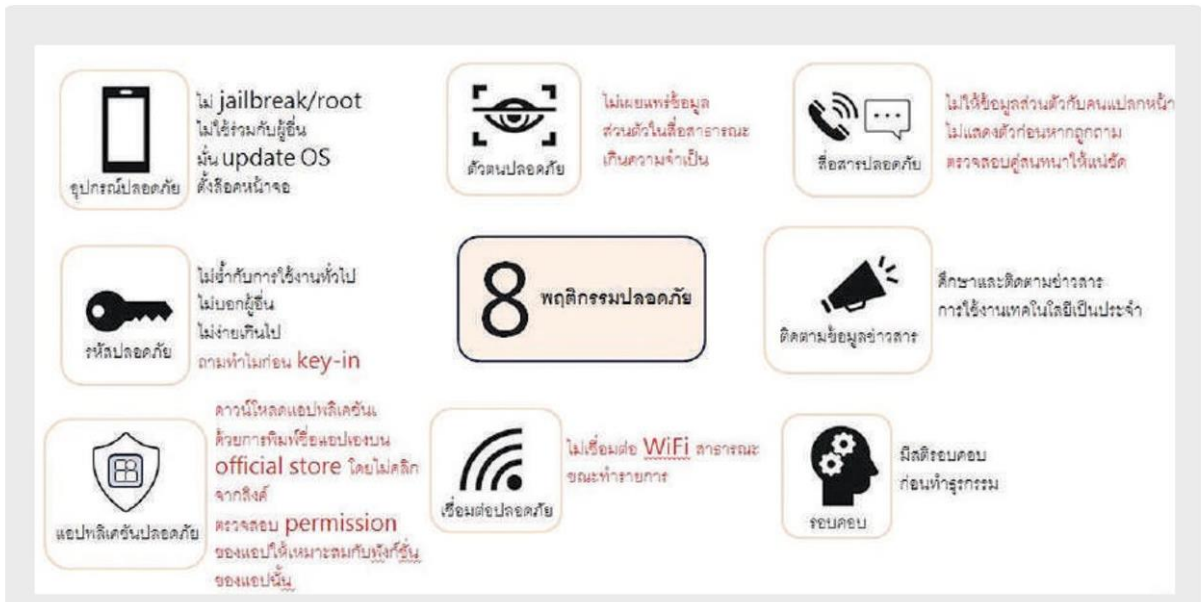 ไม่ jailbreak/root
ไม่ใช้ร่วมกับผู้อื่น
มั่น update OS
ตั้งล็อคหน้าจอ
อุปกรณ์ปลอดภัย
ไม่เผยแพร่ข้อมูล
ส่วนตัวในสื่อสาธารณะ
เกินความจำเป็น
ตัวตนปลอดภัย
ไม่ให้ข้อมูลส่วนตัวกับคนแปลกหน้า
ไม่แสดงตัวก่อนหากถูกถาม
ตรวจสอบคู่สนทนาให้แน่ชัด
สื่อสารปลอดภัย
ไม่ซ้ำกับการใช้งานทั่วไป
ไม่บอกผู้อื่น
ไม่ง่ายเกินไป
ถามทำไมก่อน key-in
รหัสปลอดภัย
8 พฤติกรรมปลอดภัย
ศึกษาและติดตามข่าวสาร
การใช้งานเทคโนโลยีเป็นประจำ
ติดตามข้อมูลข่าวสาร
ดาวน์โหลดแอปพลิเคชันเ
ด้วยการพิมพ์ชื่อแอปเองบน
official store โดยไม่คลิก
จากลิงค์
ตรวจสอบ permission
ของแอปให้เหมาะสมกับฟังก์ชั่น
ของแอปนั้น
แอปพลิเคชันปลอดภัย
ไม่เชื่อมต่อ WiFi สาธารณะ
ขณะทำรายการ
เชื่อมต่อปลอดภัย
มีสติรอบคอบ
ก่อนทำธุรกรรม
รอบคอบ